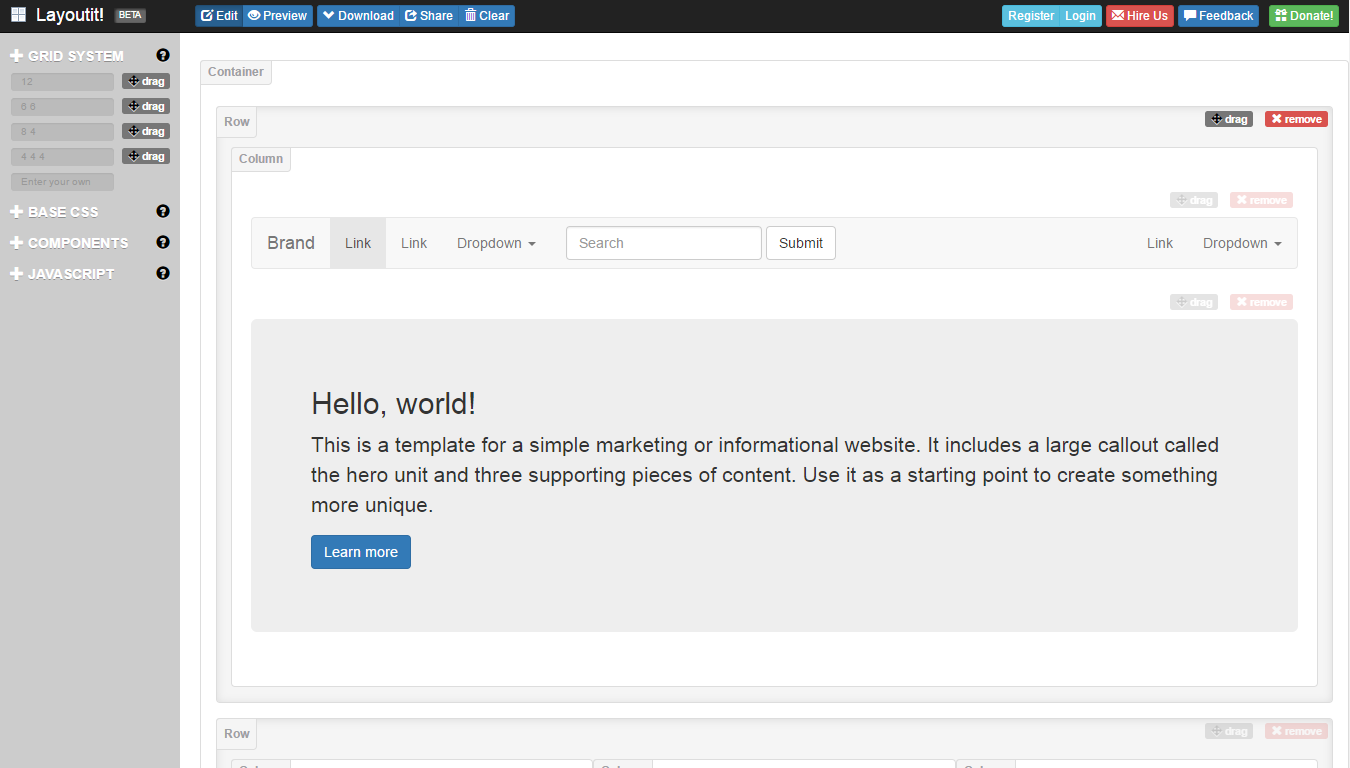 Layoutit! BETA Edit Preview Download Share Clear Register Login Hire Us Feedback Donate!
GRID SYSTEM
12 drag
6 6 drag
8 4 drag
4 4 4 drag
Enter your own
BASE CSS
COMPONENTS
JAVASCRIPT
Container
Row drag remove
Column
drag remove
Brand Link Link Dropdown Search Submit Link Dropdown
drag remove
Hello, world!
This is a template for a simple marketing or informational website. It includes a large callout called
the hero unit and three supporting pieces of content. Use it as a starting point to create something
more unique.
Learn more
Row drag remove